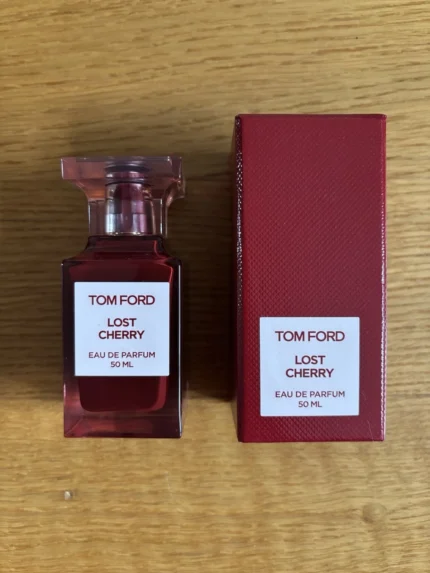 TOM FORD
LOST
CHERRY
EAU DE PARFUM
50 ML
TOM FORD
LOST
CHERRY
EAU DE PARFUM
50 ML